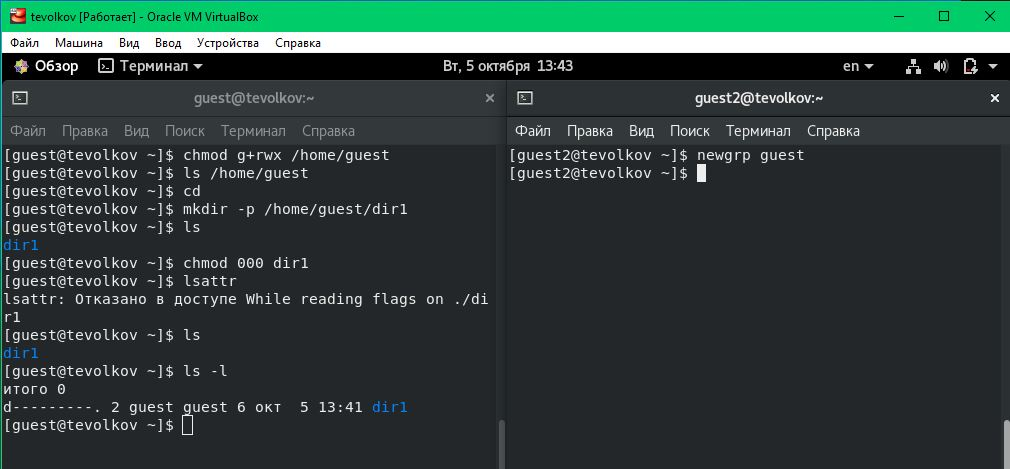 tevolkov [Работает] - Oracle VM VirtualBox
Файл Машина Вид Ввод Устройства Справка
Обзор Терминал Вт, 5 октября 13:43 en
guest@tevolkov:~
Файл Правка Вид Поиск Терминал Справка
[guest@tevolkov ~]$ chmod g+rwx /home/guest
[guest@tevolkov ~]$ ls /home/guest
[guest@tevolkov ~]$ cd
[guest@tevolkov ~]$ mkdir -p /home/guest/dir1
[guest@tevolkov ~]$ ls
dir1
[guest@tevolkov ~]$ chmod 000 dir1
[guest@tevolkov ~]$ lsattr
lsattr: Отказано в доступе While reading flags on ./di
r1
[guest@tevolkov ~]$ ls
dir1
[guest@tevolkov ~]$ ls -l
итого 0
d---------. 2 guest guest 6 окт  5 13:41 dir1
[guest@tevolkov ~]$
guest2@tevolkov:~
Файл Правка Вид Поиск Терминал Справка
[guest2@tevolkov ~]$ newgrp guest
[guest2@tevolkov ~]$